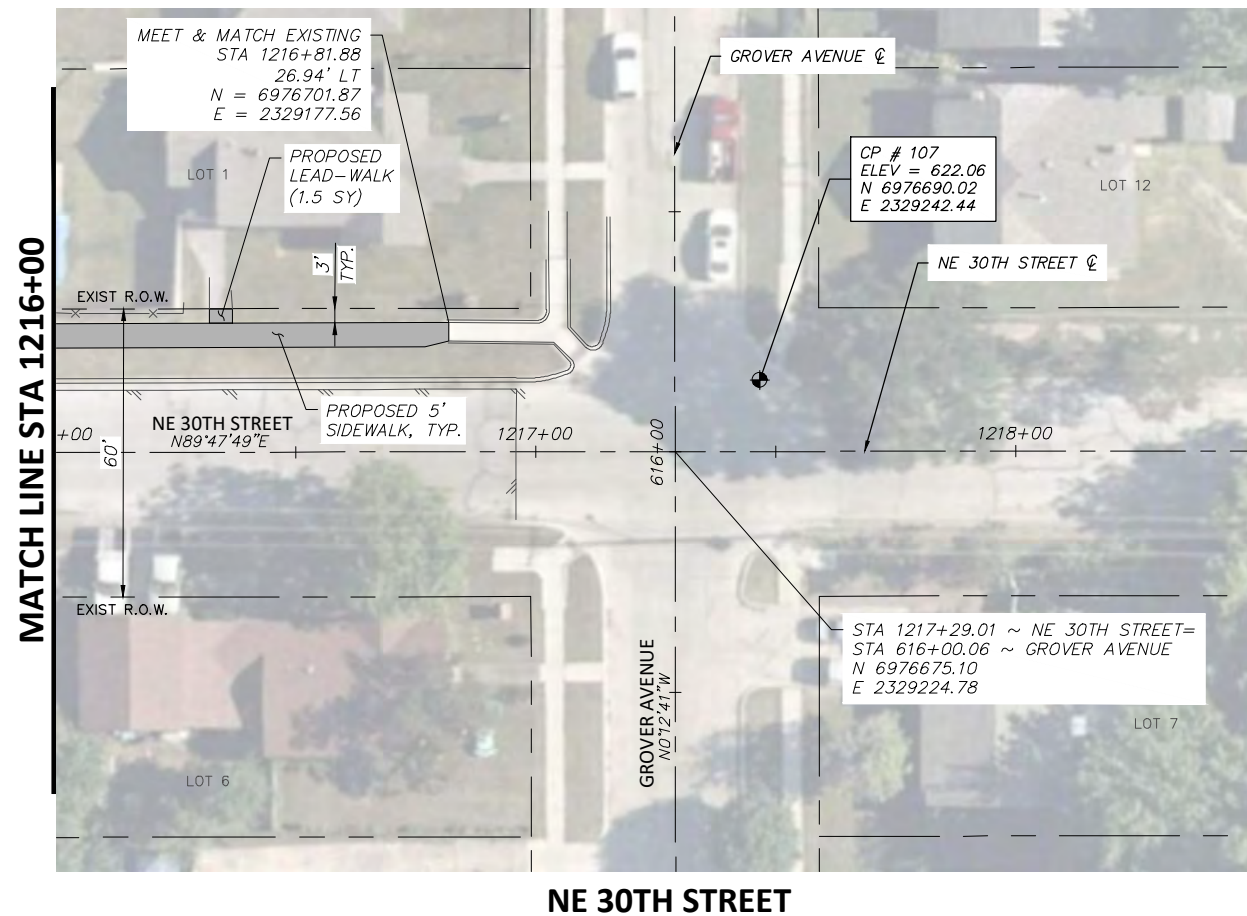 MEET & MATCH EXISTING
STA 1216+81.88
26.94' LT
N = 6976701.87
E = 2329177.56
GROVER AVENUE ℄
PROPOSED
LEAD-WALK
(1.5 SY)
LOT 1
CP # 107
ELEV = 622.06
N 6976690.02
E 2329242.44
LOT 12
NE 30TH STREET ℄
3'
TYP.
EXIST R.O.W.
MATCH LINE STA 1216+00
PROPOSED 5'
SIDEWALK, TYP.
NE 30TH STREET
N89°47'49"E
+00
1217+00
616+00
1218+00
60'
EXIST R.O.W.
STA 1217+29.01 ~ NE 30TH STREET=
STA 616+00.06 ~ GROVER AVENUE
N 6976675.10
E 2329224.78
GROVER AVENUE
N0°12'41"W
LOT 7
LOT 6
NE 30TH STREET